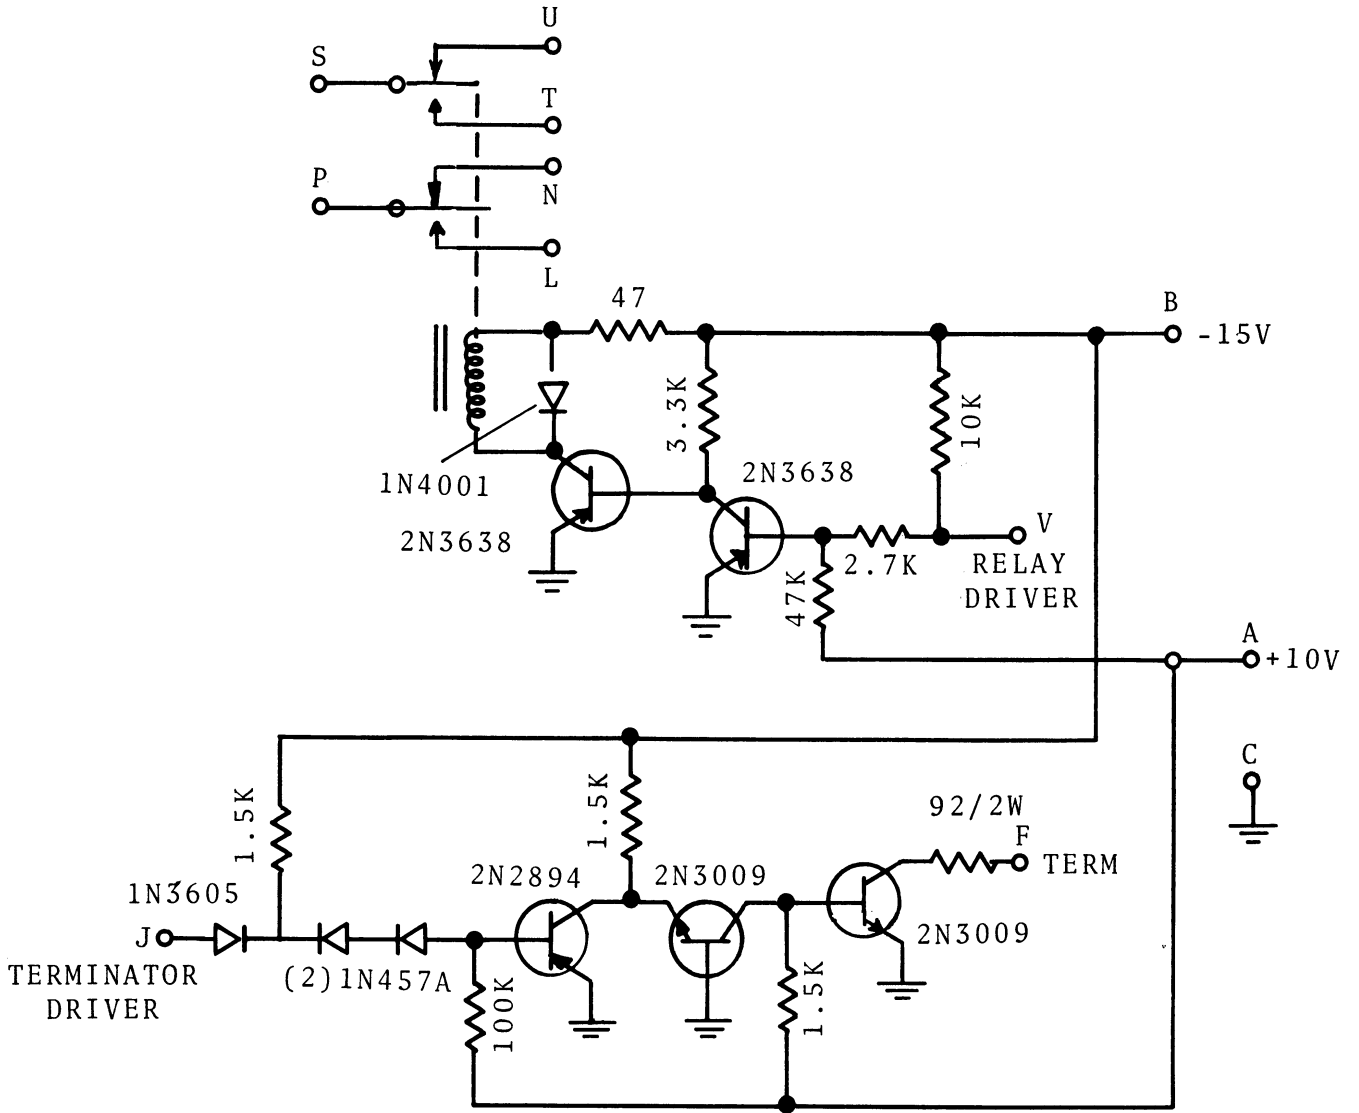 U
S
T
P
N
L
47
B
-15V
3.3K
10K
1N4001
2N3638
2N3638
V
2.7K
RELAY
DRIVER
47K
A
+10V
C
1.5K
1.5K
92/2W
F
TERM
2N2894
2N3009
1N3605
J
2N3009
TERMINATOR
DRIVER
(2)1N457A
100K
1.5K